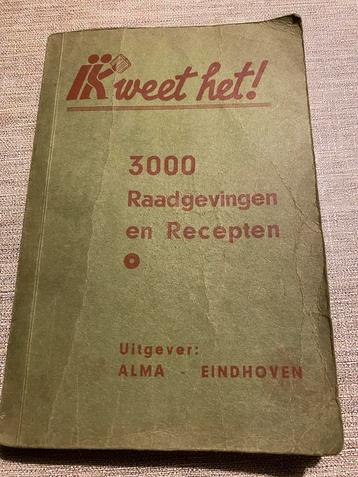 Ik weet het!
3000
Raadgevingen
en Recepten
Uitgever:
ALMA - EINDHOVEN